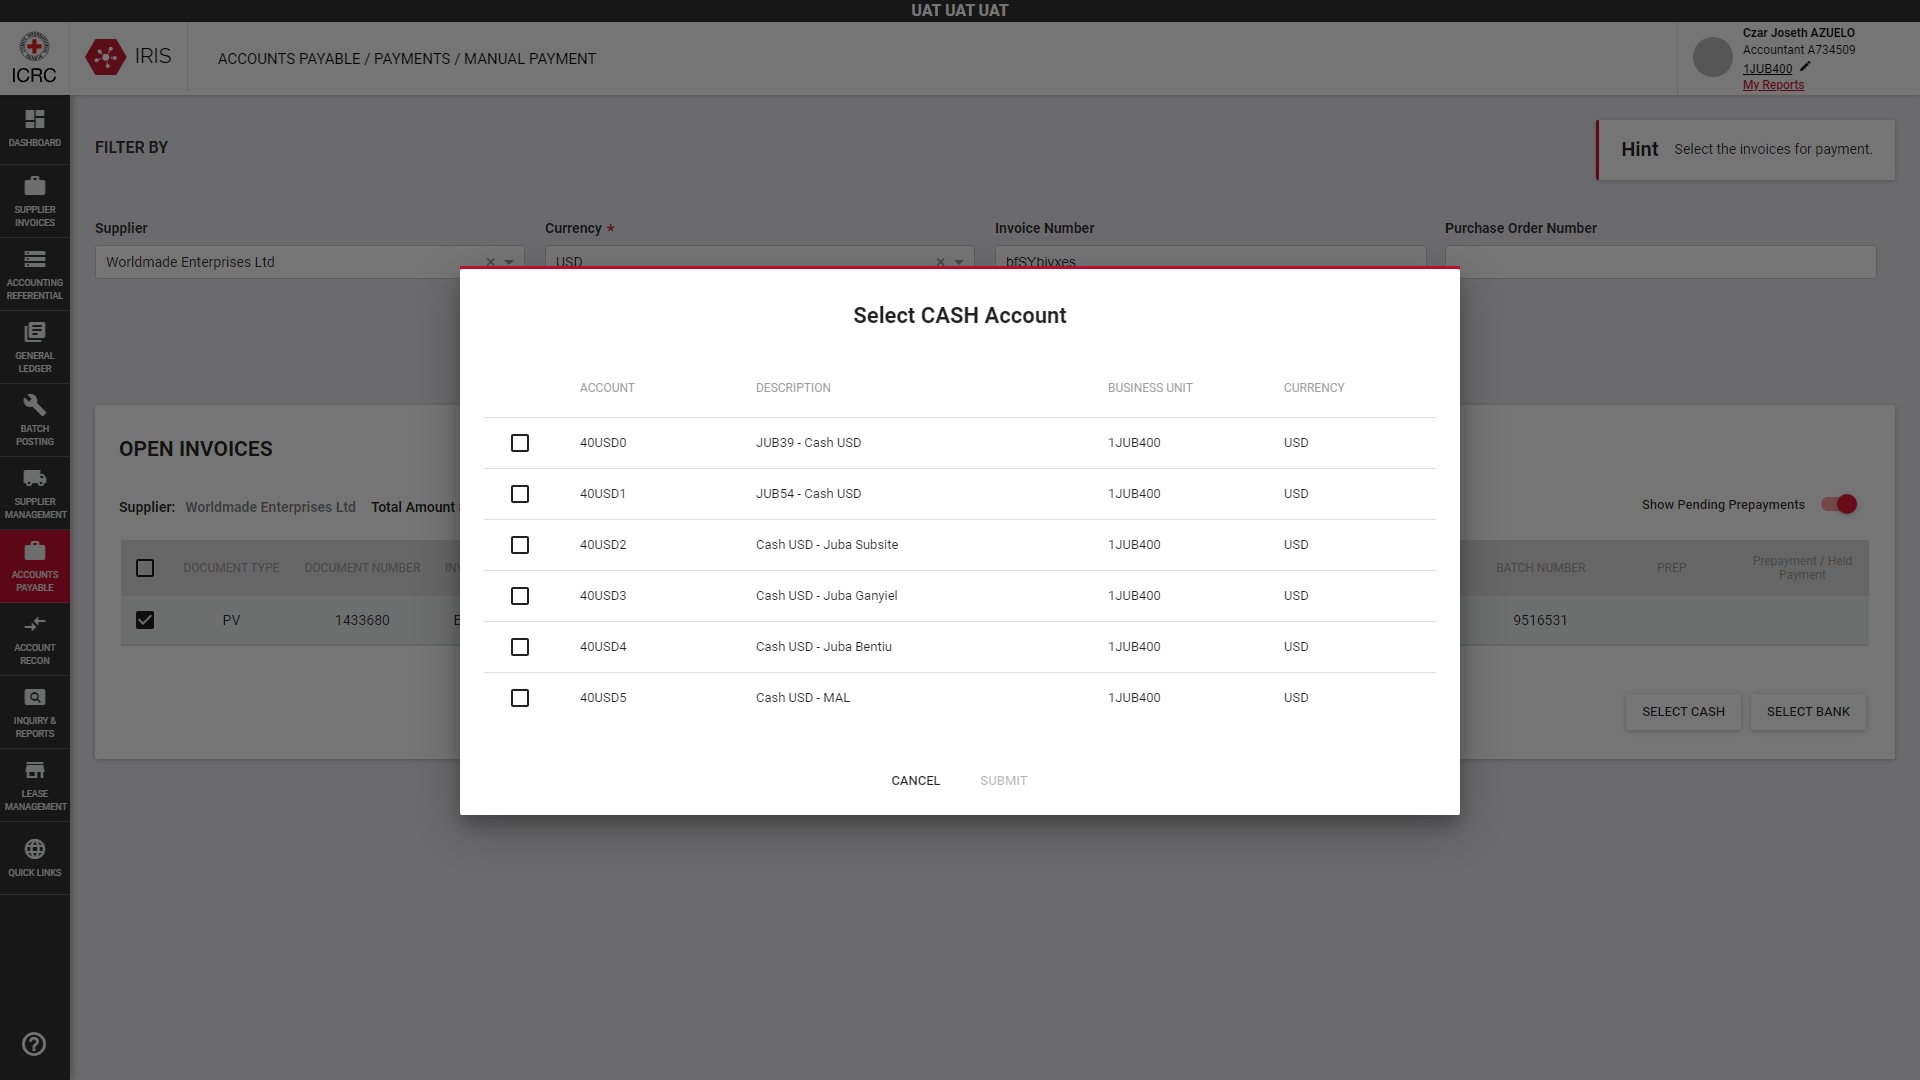 UAT UAT UAT
ICRC
IRIS
ACCOUNTS PAYABLE / PAYMENTS / MANUAL PAYMENT
Czar Joseth AZUELO
Accountant A734509
1JUB400
My Reports
DASHBOARD
SUPPLIER
INVOICES
ACCOUNTING
REFERENTIAL
GENERAL
LEDGER
BATCH
POSTING
SUPPLIER
MANAGEMENT
ACCOUNTS
PAYABLE
ACCOUNT
RECON
INQUIRY &
REPORTS
LEASE
MANAGEMENT
QUICK LINKS
FILTER BY
Hint Select the invoices for payment.
Supplier Currency * Invoice Number Purchase Order Number
Worldmade Enterprises Ltd USD bfSYbivxes
OPEN INVOICES
Supplier: Worldmade Enterprises Ltd Total Amount
Show Pending Prepayments
DOCUMENT TYPE DOCUMENT NUMBER BATCH NUMBER PREP Prepayment / Held
Payment
PV 1433680 9516531
SELECT CASH SELECT BANK
Select CASH Account
ACCOUNT DESCRIPTION BUSINESS UNIT CURRENCY
40USD0 JUB39 - Cash USD 1JUB400 USD
40USD1 JUB54 - Cash USD 1JUB400 USD
40USD2 Cash USD - Juba Subsite 1JUB400 USD
40USD3 Cash USD - Juba Ganyiel 1JUB400 USD
40USD4 Cash USD - Juba Bentiu 1JUB400 USD
40USD5 Cash USD - MAL 1JUB400 USD
CANCEL SUBMIT